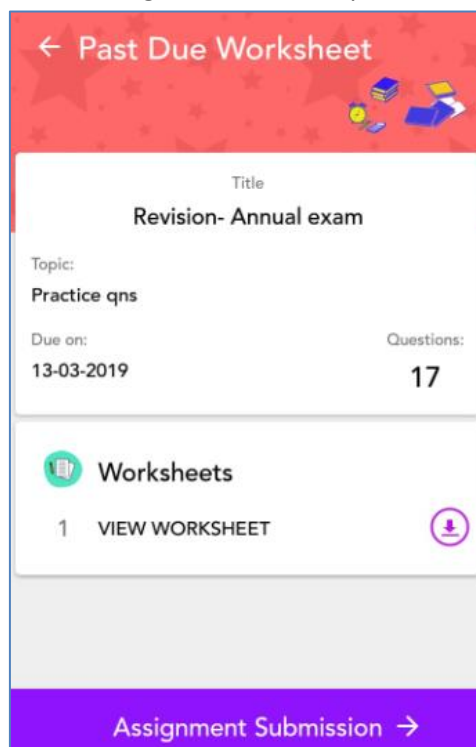 ← Past Due Worksheet
Title
Revision- Annual exam
Topic:
Practice qns
Due on: Questions:
13-03-2019 17
Worksheets
1 VIEW WORKSHEET
Assignment Submission →